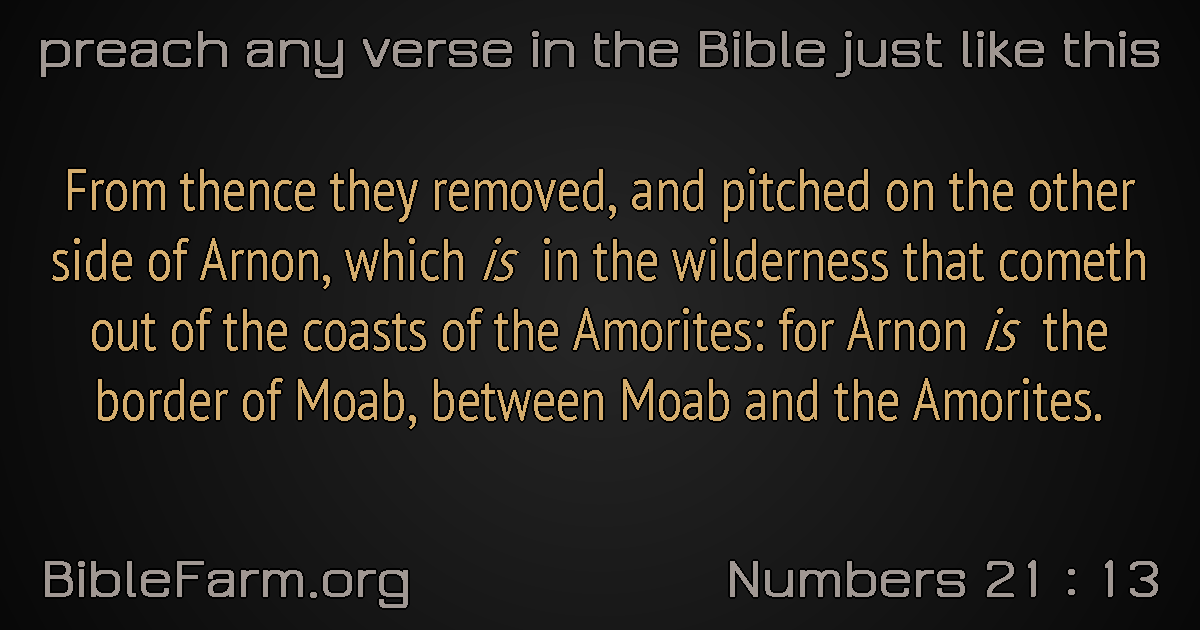 preach any verse in the Bible just like this
From thence they removed, and pitched on the other
side of Arnon, which is in the wilderness that cometh
out of the coasts of the Amorites: for Arnon is the
border of Moab, between Moab and the Amorites.
BibleFarm.org
Numbers 21 : 13